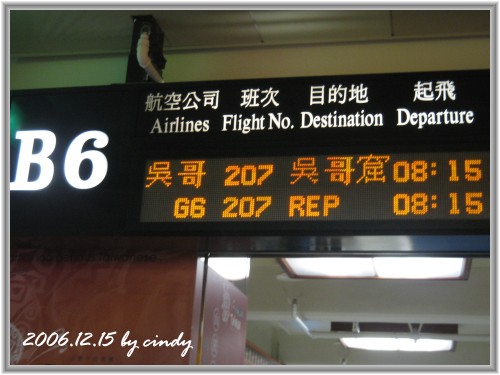 航空公司 班次 目的地 起飛
Airlines Flight No. Destination Departure
B6
吳哥 207 吳哥窟 08:15
G6 207 REP 08:15
2006.12.15 by cindy